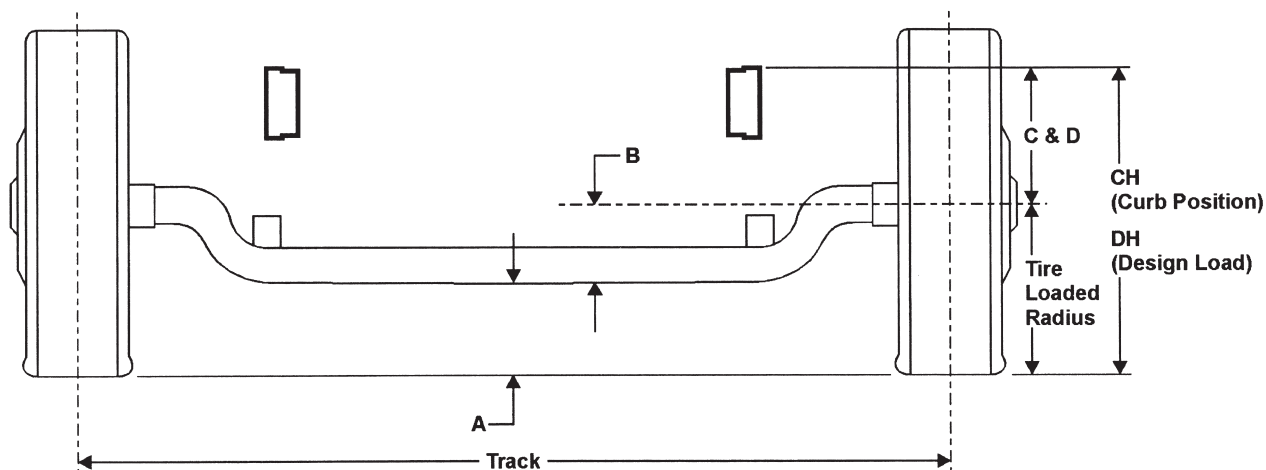 B
C & D
CH
(Curb Position)
DH
(Design Load)
Tire
Loaded
Radius
A
Track